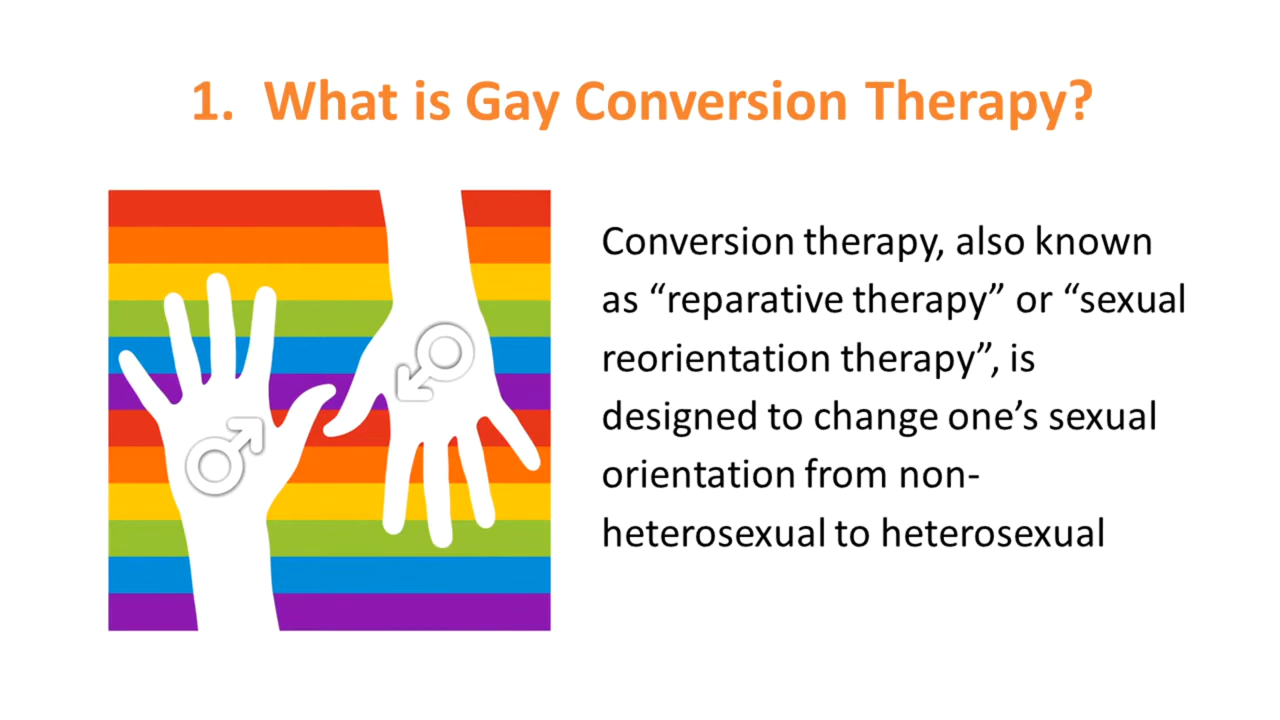 1. What is Gay Conversion Therapy?
Conversion therapy, also known
as “reparative therapy” or “sexual
reorientation therapy”, is
designed to change one’s sexual
orientation from non-
heterosexual to heterosexual